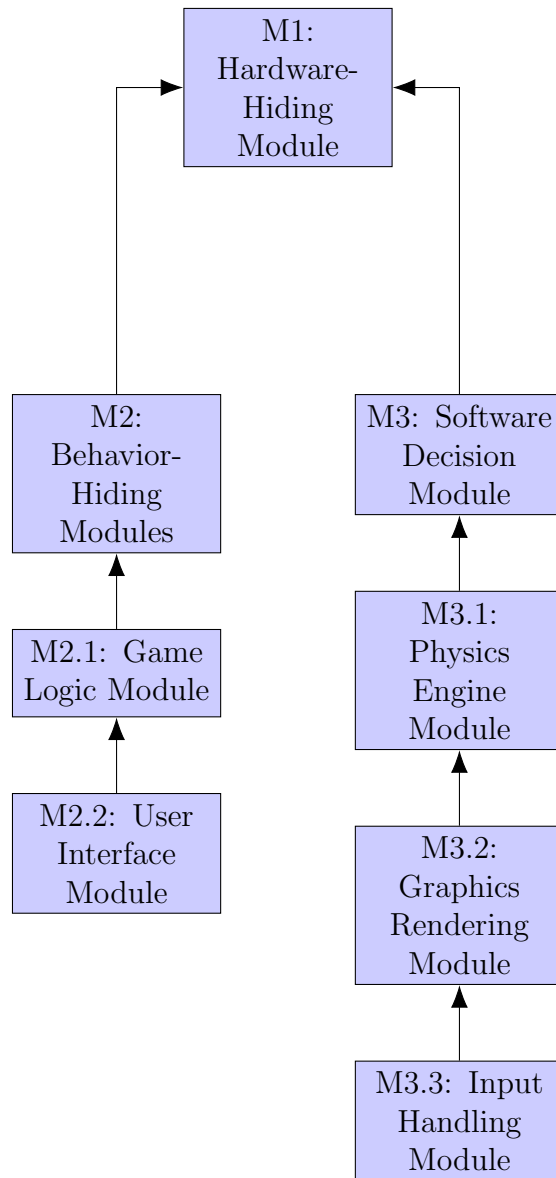 M1:
Hardware-
Hiding
Module
M2:
Behavior-
Hiding
Modules
M3: Software
Decision
Module
M2.1: Game
Logic Module
M3.1:
Physics
Engine
Module
M2.2: User
Interface
Module
M3.2:
Graphics
Rendering
Module
M3.3: Input
Handling
Module